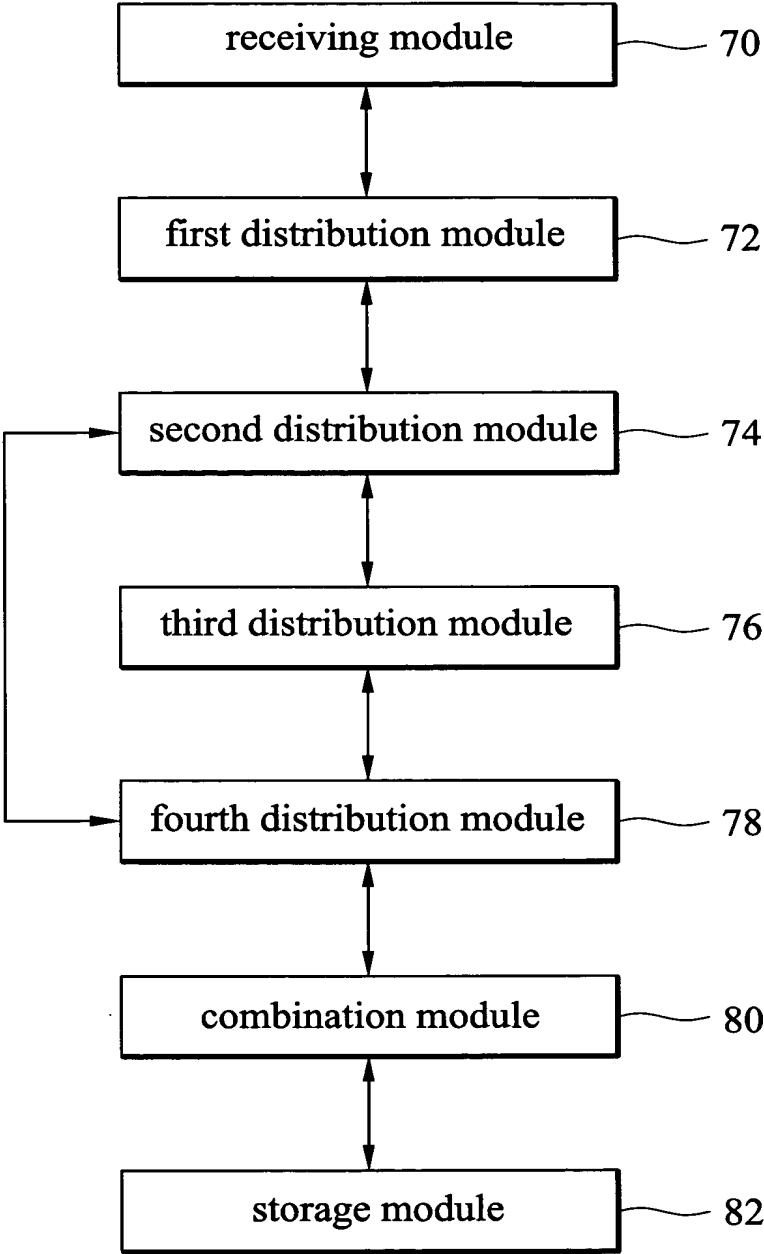 receiving module 70
first distribution module 72
second distribution module 74
third distribution module 76
fourth distribution module 78
combination module 80
storage module 82